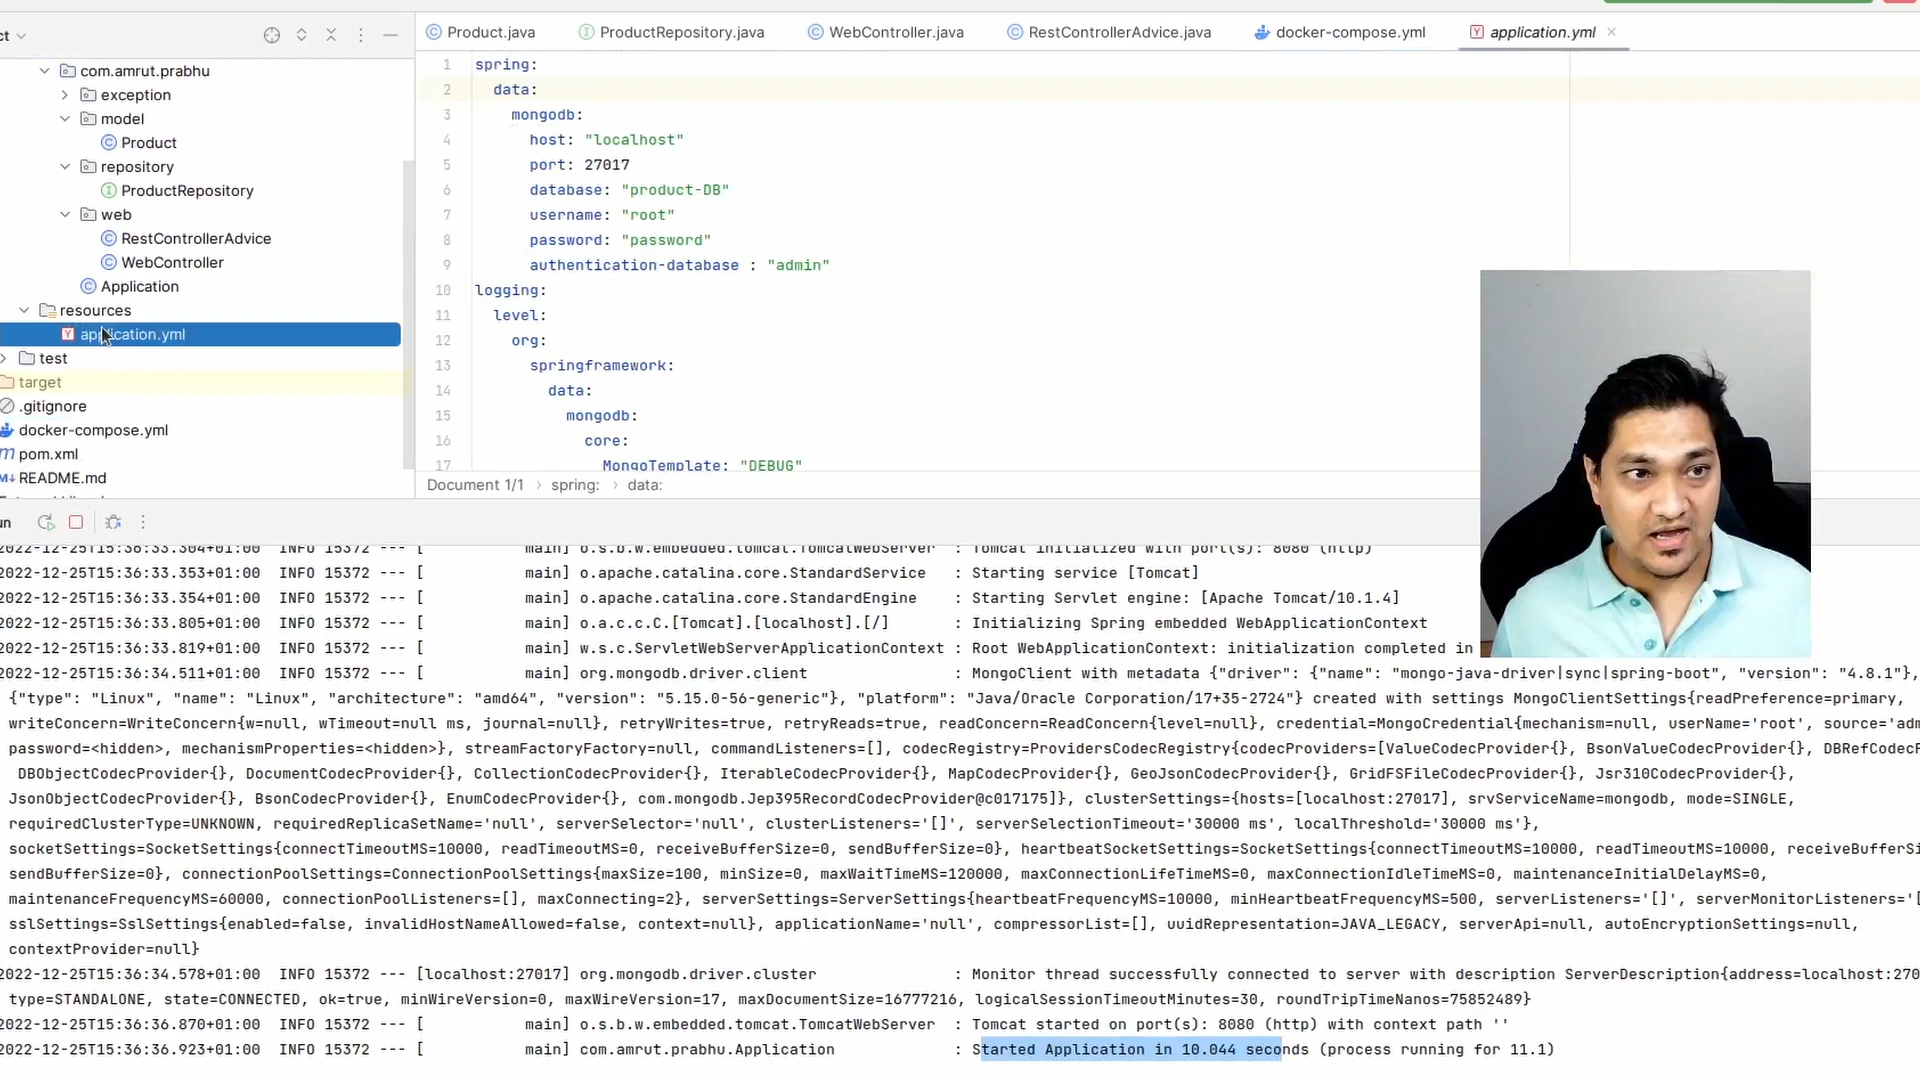 ct
Product.java
ProductRepository.java
WebController.java
RestControllerAdvice.java
docker-compose.yml
application.yml
com.amrut.prabhu
exception
model
Product
repository
ProductRepository
web
RestControllerAdvice
WebController
Application
resources
application.yml
test
target
.gitignore
docker-compose.yml
pom.xml
README.md
1 spring:
2 data:
3 mongodb:
4 host: "localhost"
5 port: 27017
6 database: "product-DB"
7 username: "root"
8 password: "password"
9 authentication-database : "admin"
10 logging:
11 level:
12 org:
13 springframework:
14 data:
15 mongodb:
16 core:
17 MongoTemplate: "DEBUG"
Document 1/1 › spring: › data:
un
2022-12-25T15:36:33.304+01:00 INFO 15372 --- [ main] o.s.b.w.embedded.tomcat.TomcatWebServer : Tomcat initialized with port(s): 8080 (http)
2022-12-25T15:36:33.353+01:00 INFO 15372 --- [ main] o.apache.catalina.core.StandardService : Starting service [Tomcat]
2022-12-25T15:36:33.354+01:00 INFO 15372 --- [ main] o.apache.catalina.core.StandardEngine : Starting Servlet engine: [Apache Tomcat/10.1.4]
2022-12-25T15:36:33.805+01:00 INFO 15372 --- [ main] o.a.c.c.C.[Tomcat].[localhost].[/] : Initializing Spring embedded WebApplicationContext
2022-12-25T15:36:33.819+01:00 INFO 15372 --- [ main] w.s.c.ServletWebServerApplicationContext : Root WebApplicationContext: initialization completed in
2022-12-25T15:36:34.511+01:00 INFO 15372 --- [ main] org.mongodb.driver.client : MongoClient with metadata {"driver": {"name": "mongo-java-driver|sync|spring-boot", "version": "4.8.1"},
{"type": "Linux", "name": "Linux", "architecture": "amd64", "version": "5.15.0-56-generic"}, "platform": "Java/Oracle Corporation/17+35-2724"} created with settings MongoClientSettings{readPreference=primary,
writeConcern=WriteConcern{w=null, wTimeout=null ms, journal=null}, retryWrites=true, retryReads=true, readConcern=ReadConcern{level=null}, credential=MongoCredential{mechanism=null, userName='root', source='adm
password=<hidden>, mechanismProperties=<hidden>}, streamFactoryFactory=null, commandListeners=[], codecRegistry=ProvidersCodecRegistry{codecProviders=[ValueCodecProvider{}, BsonValueCodecProvider{}, DBRefCodecP
DBObjectCodecProvider{}, DocumentCodecProvider{}, CollectionCodecProvider{}, IterableCodecProvider{}, MapCodecProvider{}, GeoJsonCodecProvider{}, GridFSFileCodecProvider{}, Jsr310CodecProvider{},
JsonObjectCodecProvider{}, BsonCodecProvider{}, EnumCodecProvider{}, com.mongodb.Jep395RecordCodecProvider@c017175]}, clusterSettings={hosts=[localhost:27017], srvServiceName=mongodb, mode=SINGLE,
requiredClusterType=UNKNOWN, requiredReplicaSetName='null', serverSelector='null', clusterListeners='[]', serverSelectionTimeout='30000 ms', localThreshold='30000 ms'},
socketSettings=SocketSettings{connectTimeoutMS=10000, readTimeoutMS=0, receiveBufferSize=0, sendBufferSize=0}, heartbeatSocketSettings=SocketSettings{connectTimeoutMS=10000, readTimeoutMS=10000, receiveBufferSi
sendBufferSize=0}, connectionPoolSettings=ConnectionPoolSettings{maxSize=100, minSize=0, maxWaitTimeMS=120000, maxConnectionLifeTimeMS=0, maxConnectionIdleTimeMS=0, maintenanceInitialDelayMS=0,
maintenanceFrequencyMS=60000, connectionPoolListeners=[], maxConnecting=2}, serverSettings=ServerSettings{heartbeatFrequencyMS=10000, minHeartbeatFrequencyMS=500, serverListeners='[]', serverMonitorListeners='[
sslSettings=SslSettings{enabled=false, invalidHostNameAllowed=false, context=null}, applicationName='null', compressorList=[], uuidRepresentation=JAVA_LEGACY, serverApi=null, autoEncryptionSettings=null,
contextProvider=null}
2022-12-25T15:36:34.578+01:00 INFO 15372 --- [localhost:27017] org.mongodb.driver.cluster : Monitor thread successfully connected to server with description ServerDescription{address=localhost:270
type=STANDALONE, state=CONNECTED, ok=true, minWireVersion=0, maxWireVersion=17, maxDocumentSize=16777216, logicalSessionTimeoutMinutes=30, roundTripTimeNanos=75852489}
2022-12-25T15:36:36.870+01:00 INFO 15372 --- [ main] o.s.b.w.embedded.tomcat.TomcatWebServer : Tomcat started on port(s): 8080 (http) with context path ''
2022-12-25T15:36:36.923+01:00 INFO 15372 --- [ main] com.amrut.prabhu.Application : Started Application in 10.044 seconds (process running for 11.1)